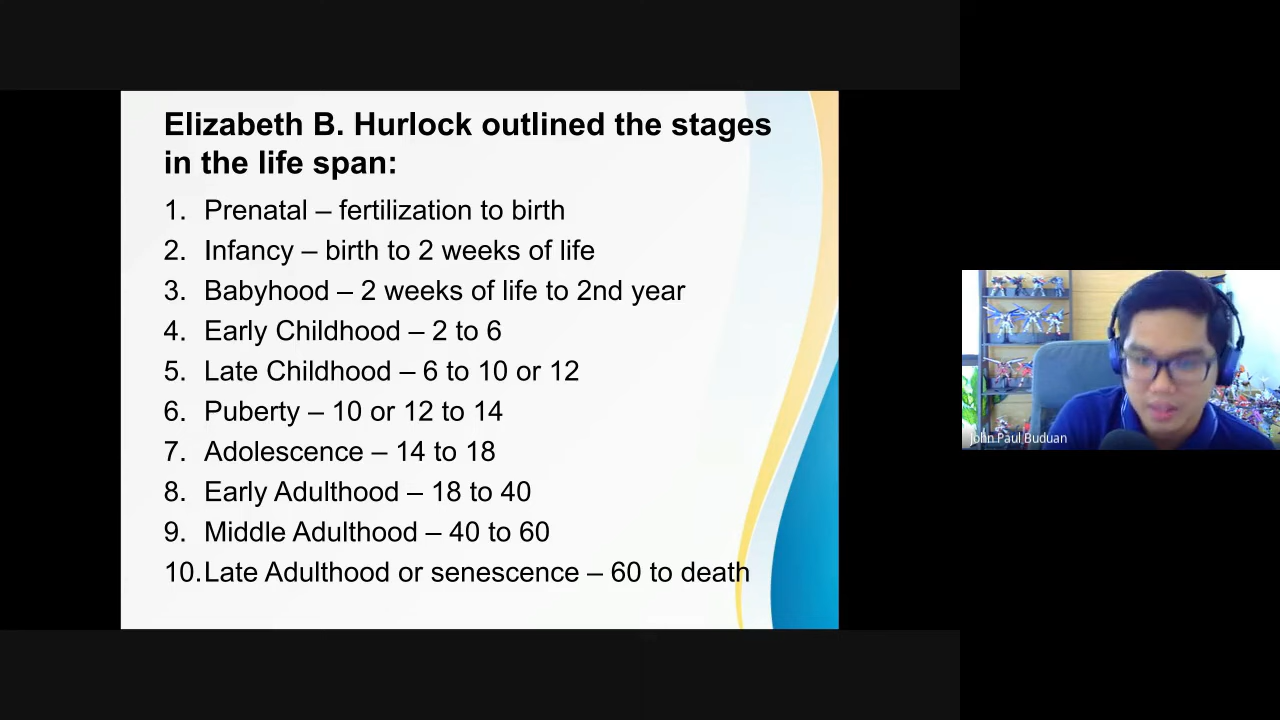 Elizabeth B. Hurlock outlined the stages
in the life span:
1. Prenatal – fertilization to birth
2. Infancy – birth to 2 weeks of life
3. Babyhood – 2 weeks of life to 2nd year
4. Early Childhood – 2 to 6
5. Late Childhood – 6 to 10 or 12
6. Puberty – 10 or 12 to 14
7. Adolescence – 14 to 18
8. Early Adulthood – 18 to 40
9. Middle Adulthood – 40 to 60
10. Late Adulthood or senescence – 60 to death
John Paul Buduan